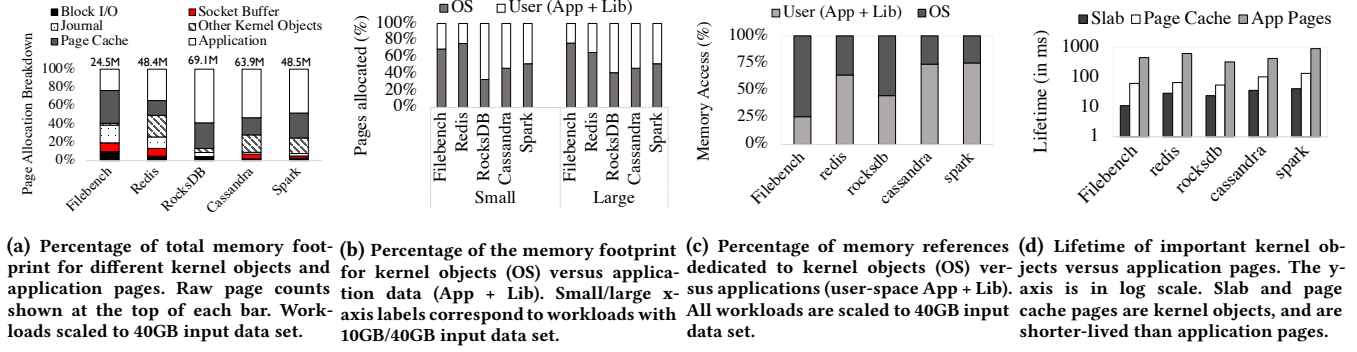 Block I/O
Socket Buffer
Journal
Other Kernel Objects
Page Cache
Application
Page Allocation Breakdown
24.5M
48.4M
69.1M
63.9M
48.5M
100%
80%
60%
40%
20%
0%
Filebench
Redis
RocksDB
Cassandra
Spark
(a) Percentage of total memory foot-
print for different kernel objects and
application pages. Raw page counts
shown at the top of each bar. Work-
loads scaled to 40GB input data set.
OS
User (App + Lib)
Pages allocated (%)
100%
80%
60%
40%
20%
0%
Filebench
Redis
RocksDB
Cassandra
Spark
Filebench
Redis
RocksDB
Cassandra
Spark
Small
Large
(b) Percentage of the memory footprint
for kernel objects (OS) versus applica-
tion data (App + Lib). Small/large x-
axis labels correspond to workloads with
10GB/40GB input data set.
User (App + Lib)
OS
Memory Access (%)
100%
75%
50%
25%
0%
Filebench
redis
rocksdb
cassandra
spark
(c) Percentage of memory references
dedicated to kernel objects (OS) ver-
sus applications (user-space App + Lib).
All workloads are scaled to 40GB input
data set.
Slab
Page Cache
App Pages
Lifetime (in ms)
1000
100
10
1
Filebench
redis
rocksdb
cassandra
spark
(d) Lifetime of important kernel ob-
jects versus application pages. The y-
axis is in log scale. Slab and page
cache pages are kernel objects, and are
shorter-lived than application pages.